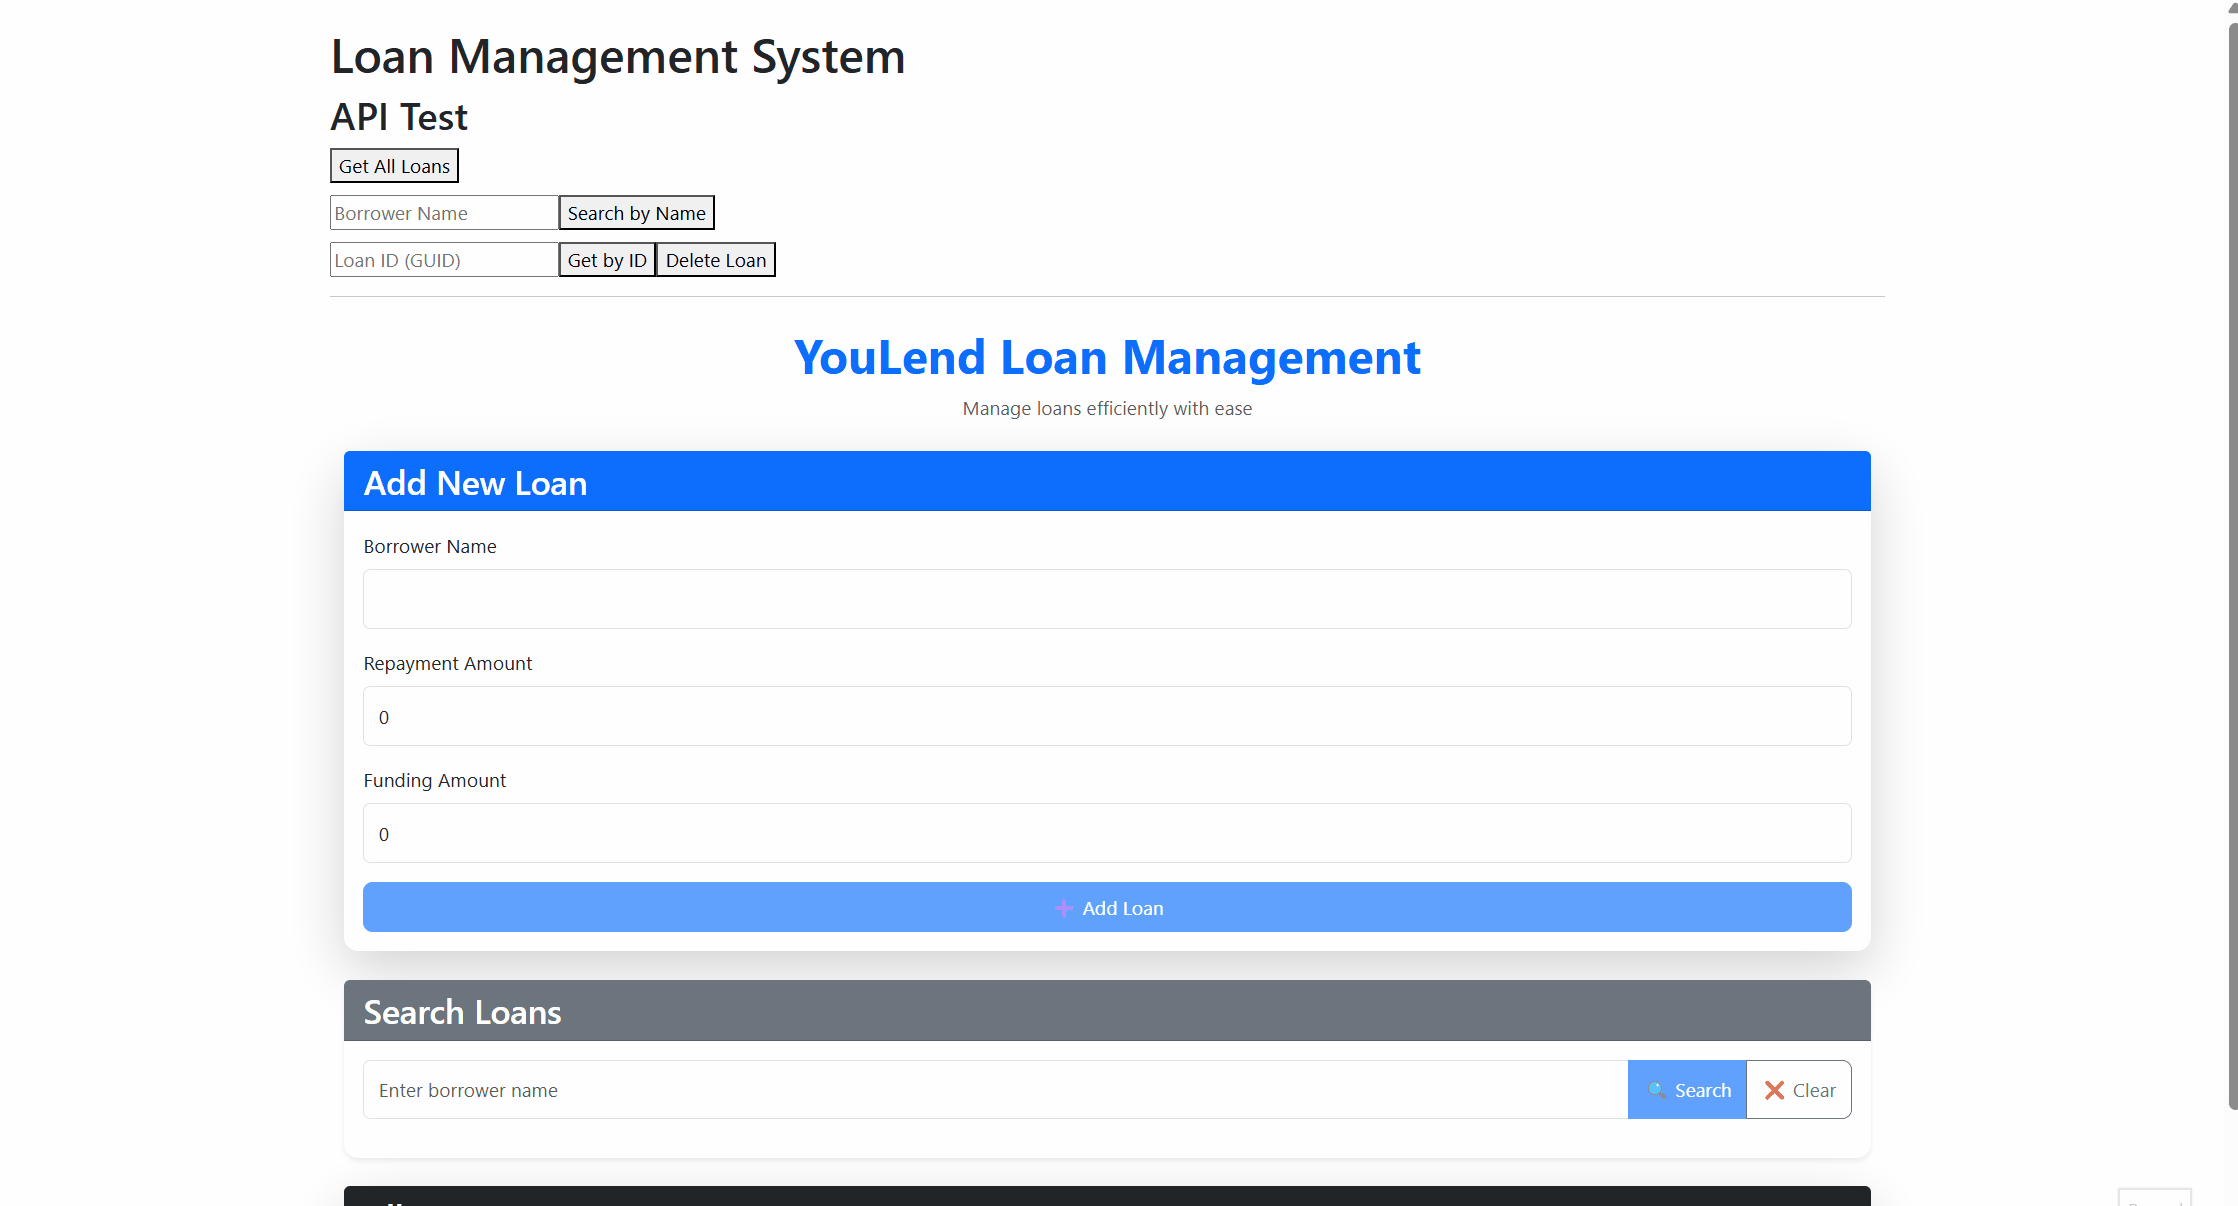 Loan Management System
API Test
Get All Loans
Borrower Name Search by Name
Loan ID (GUID) Get by ID Delete Loan
YouLend Loan Management
Manage loans efficiently with ease
Add New Loan
Borrower Name
Repayment Amount
0
Funding Amount
0
➕ Add Loan
Search Loans
Enter borrower name 🔍 Search ❌ Clear